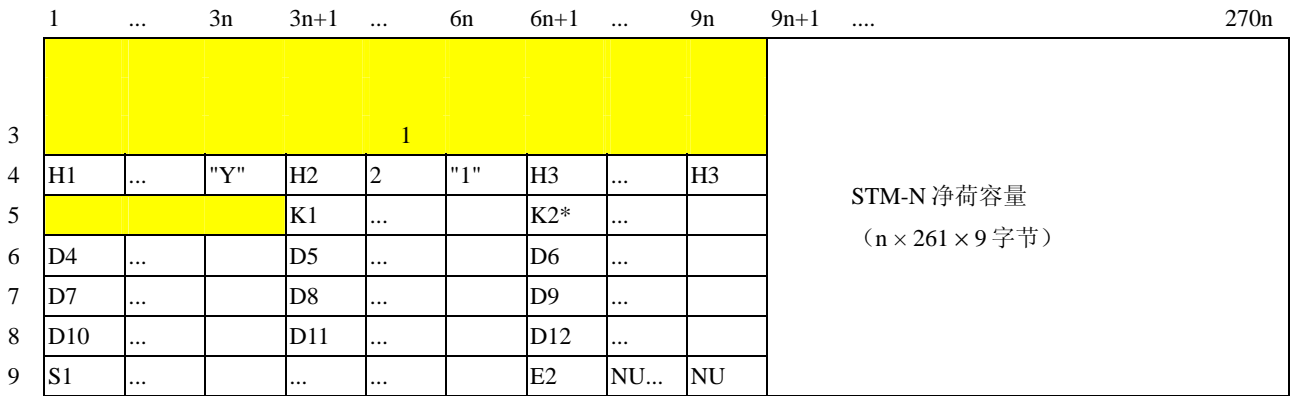 1 ... 3n 3n+1 ... 6n 6n+1 ... 9n 9n+1 .... 270n
3 1
4 H1 ... "Y" H2 2 "1" H3 ... H3
STM-N 净荷容量
(n × 261 × 9 字节)
5 K1 ... K2* ...
6 D4 ... D5 ... D6 ...
7 D7 ... D8 ... D9 ...
8 D10 ... D11 ... D12 ...
9 S1 ... ... ... E2 NU... NU